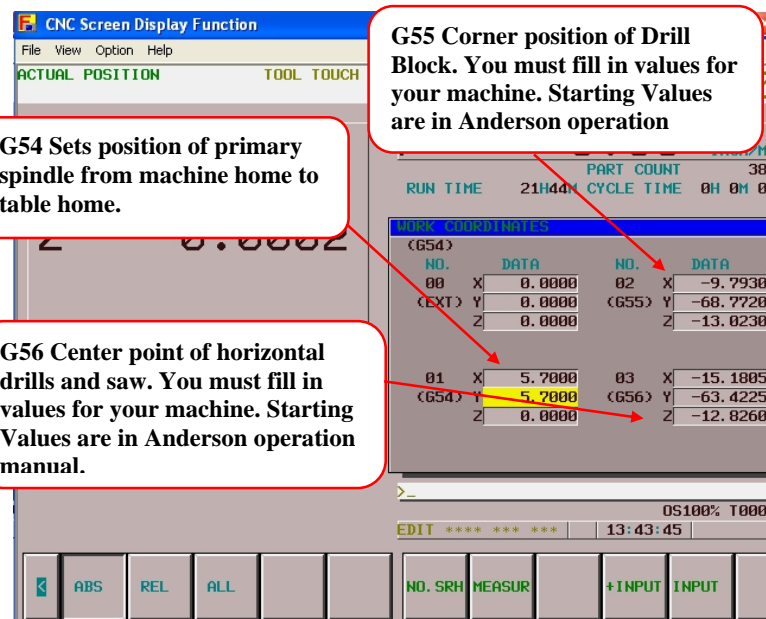 CNC Screen Display Function
File View Option Help
ACTUAL POSITION TOOL TOUCH
G55 Corner position of Drill
Block. You must fill in values for
your machine. Starting Values
are in Anderson operation
G54 Sets position of primary
spindle from machine home to
table home.
PART COUNT 38
RUN TIME 21H44M CYCLE TIME 0H 0M 0
Z 0.0002
WORK COORDINATES
(G54)
NO. DATA NO. DATA
00 X 0.0000 02 X -9.7930
(EXT) Y 0.0000 (G55) Y -68.7720
Z 0.0000 Z -13.0230
01 X 5.7000 03 X -15.1805
(G54) Y 5.7000 (G56) Y -63.4225
Z 0.0000 Z -12.8260
G56 Center point of horizontal
drills and saw. You must fill in
values for your machine. Starting
Values are in Anderson operation
manual.
>_
OS100% T000
EDIT **** *** *** 13:43:45
< ABS REL ALL NO.SRH MEASUR +INPUT INPUT